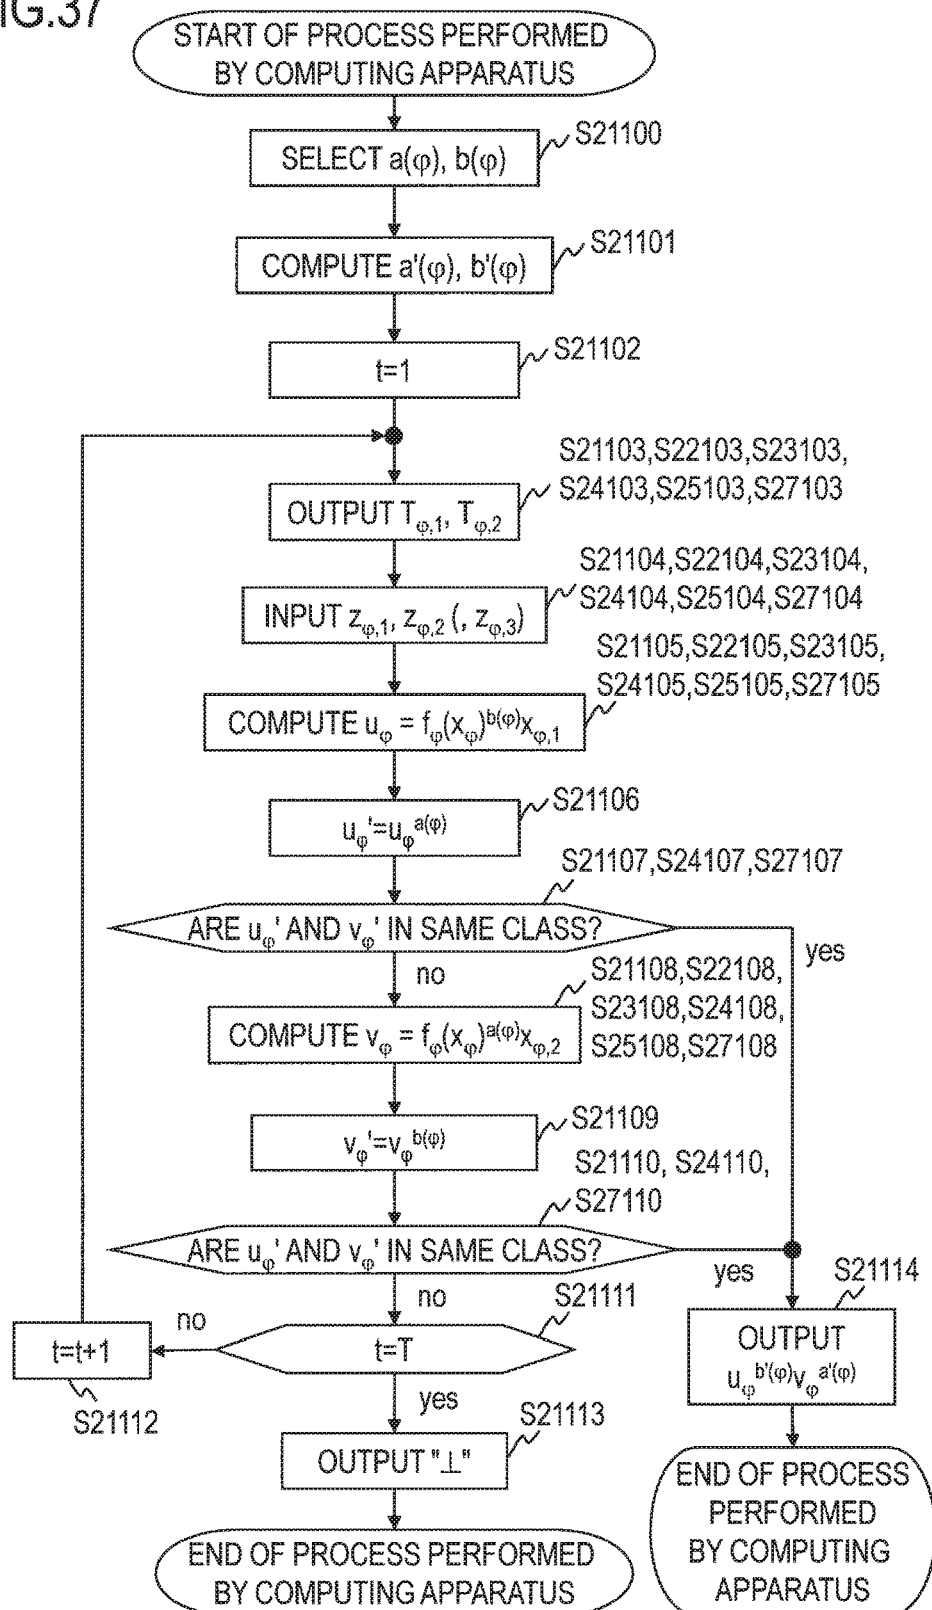 IG.37
START OF PROCESS PERFORMED
BY COMPUTING APPARATUS
S21100
SELECT a(φ), b(φ)
S21101
COMPUTE a'(φ), b'(φ)
S21102
t=1
S21103,S22103,S23103,
S24103,S25103,S27103
OUTPUT Tφ,1, Tφ,2
S21104,S22104,S23104,
S24104,S25104,S27104
INPUT zφ,1, zφ,2 (, zφ,3)
S21105,S22105,S23105,
S24105,S25105,S27105
COMPUTE uφ = fφ(xφ)b(φ)xφ,1
S21106
uφ'=uφa(φ)
S21107,S24107,S27107
ARE uφ' AND vφ' IN SAME CLASS?
yes
no
S21108,S22108,
S23108,S24108,
S25108,S27108
COMPUTE vφ = fφ(xφ)a(φ)xφ,2
S21109
vφ'=vφb(φ)
S21110, S24110,
S27110
ARE uφ' AND vφ' IN SAME CLASS?
yes
no
S21111
t=T
no
t=t+1
S21112
yes
S21113
OUTPUT "⊥"
END OF PROCESS PERFORMED
BY COMPUTING APPARATUS
S21114
OUTPUT
uφb'(φ)vφa'(φ)
END OF PROCESS
PERFORMED
BY COMPUTING
APPARATUS